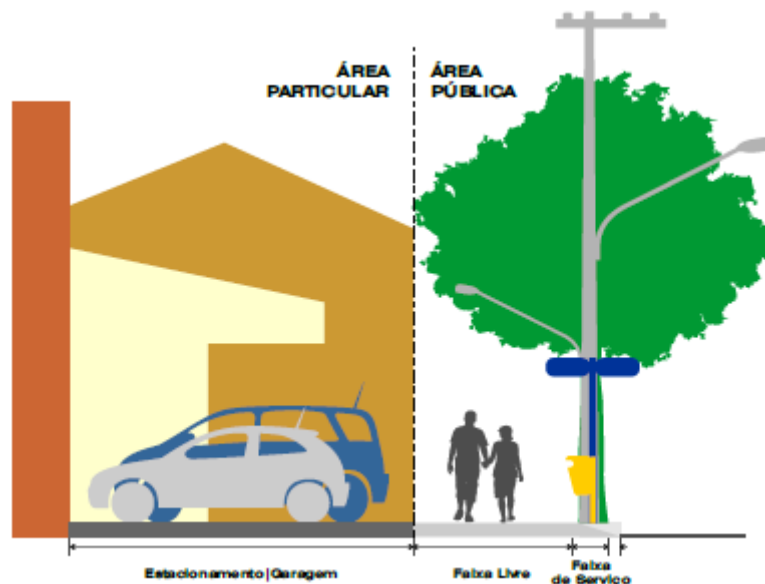 ÁREA
PARTICULAR
ÁREA
PÚBLICA
Estacionamento|Garagem
Faixa Livre
Faixa
de Serviço